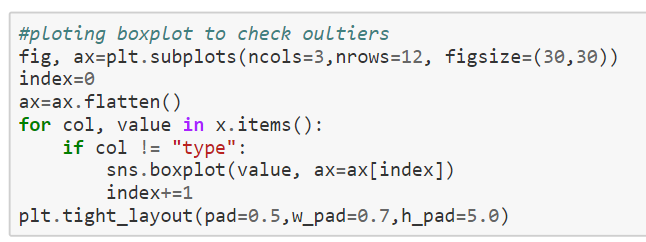 #ploting boxplot to check oultiers
fig, ax=plt.subplots(ncols=3,nrows=12, figsize=(30,30))
index=0
ax=ax.flatten()
for col, value in x.items():
    if col != "type":
        sns.boxplot(value, ax=ax[index])
        index+=1
plt.tight_layout(pad=0.5,w_pad=0.7,h_pad=5.0)